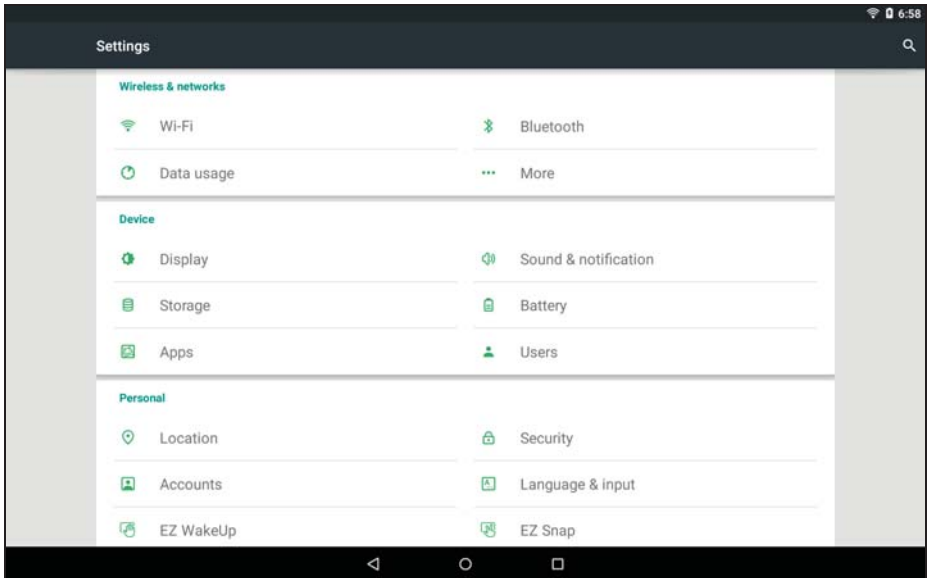 6:58
Settings
Wireless & networks
Wi-Fi
Bluetooth
Data usage
More
Device
Display
Sound & notification
Storage
Battery
Apps
Users
Personal
Location
Security
Accounts
Language & input
EZ WakeUp
EZ Snap